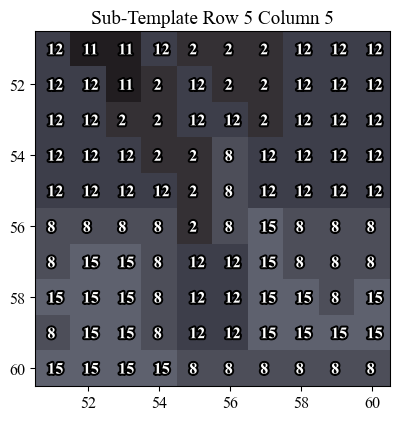 Sub-Template Row 5 Column 5
12 11 11 12 2 2 2 12 12 12
52 12 12 11 2 12 2 2 12 12 12
12 12 2 2 12 12 2 12 12 12
54 12 12 12 2 2 8 12 12 12 12
12 12 12 12 2 8 12 12 12 12
56 8 8 8 8 2 8 15 8 8 8
8 15 15 8 12 12 15 8 8 8
58 15 15 15 8 12 12 15 15 8 15
8 15 15 8 12 12 15 15 15 15
60 15 15 15 15 8 8 8 8 8 8
52 54 56 58 60